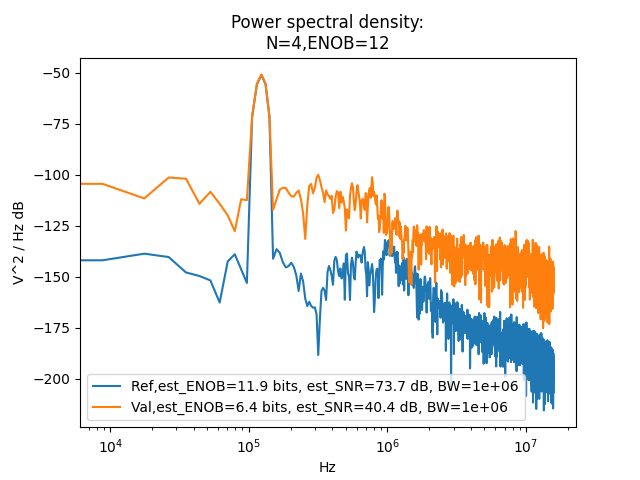 Power spectral density:
N=4,ENOB=12
V^2 / Hz dB
−50
−75
−100
−125
−150
−175
−200
Ref,est_ENOB=11.9 bits, est_SNR=73.7 dB, BW=1e+06
Val,est_ENOB=6.4 bits, est_SNR=40.4 dB, BW=1e+06
10^4 10^5 10^6 10^7
Hz